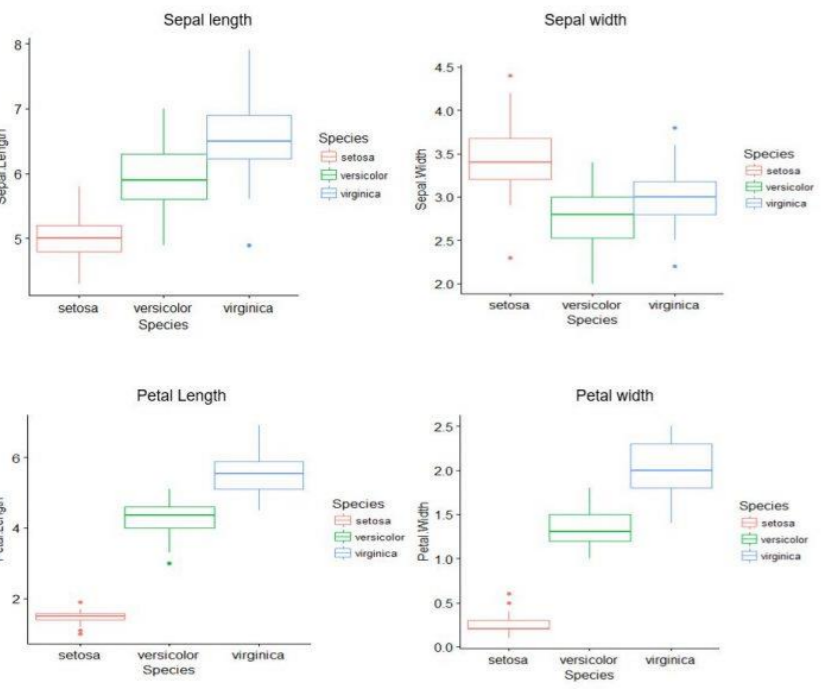 Sepal length
8
7
6
5
Sepal.Length
setosa versicolor virginica
Species
Species
setosa
versicolor
virginica
Sepal width
4.5
4.0
3.5
3.0
2.5
2.0
Sepal.Width
setosa versicolor virginica
Species
Species
setosa
versicolor
virginica
Petal Length
6
4
2
setosa versicolor virginica
Species
Species
setosa
versicolor
virginica
Petal width
2.5
2.0
1.5
1.0
0.5
0.0
Petal.Width
setosa versicolor virginica
Species
Species
setosa
versicolor
virginica